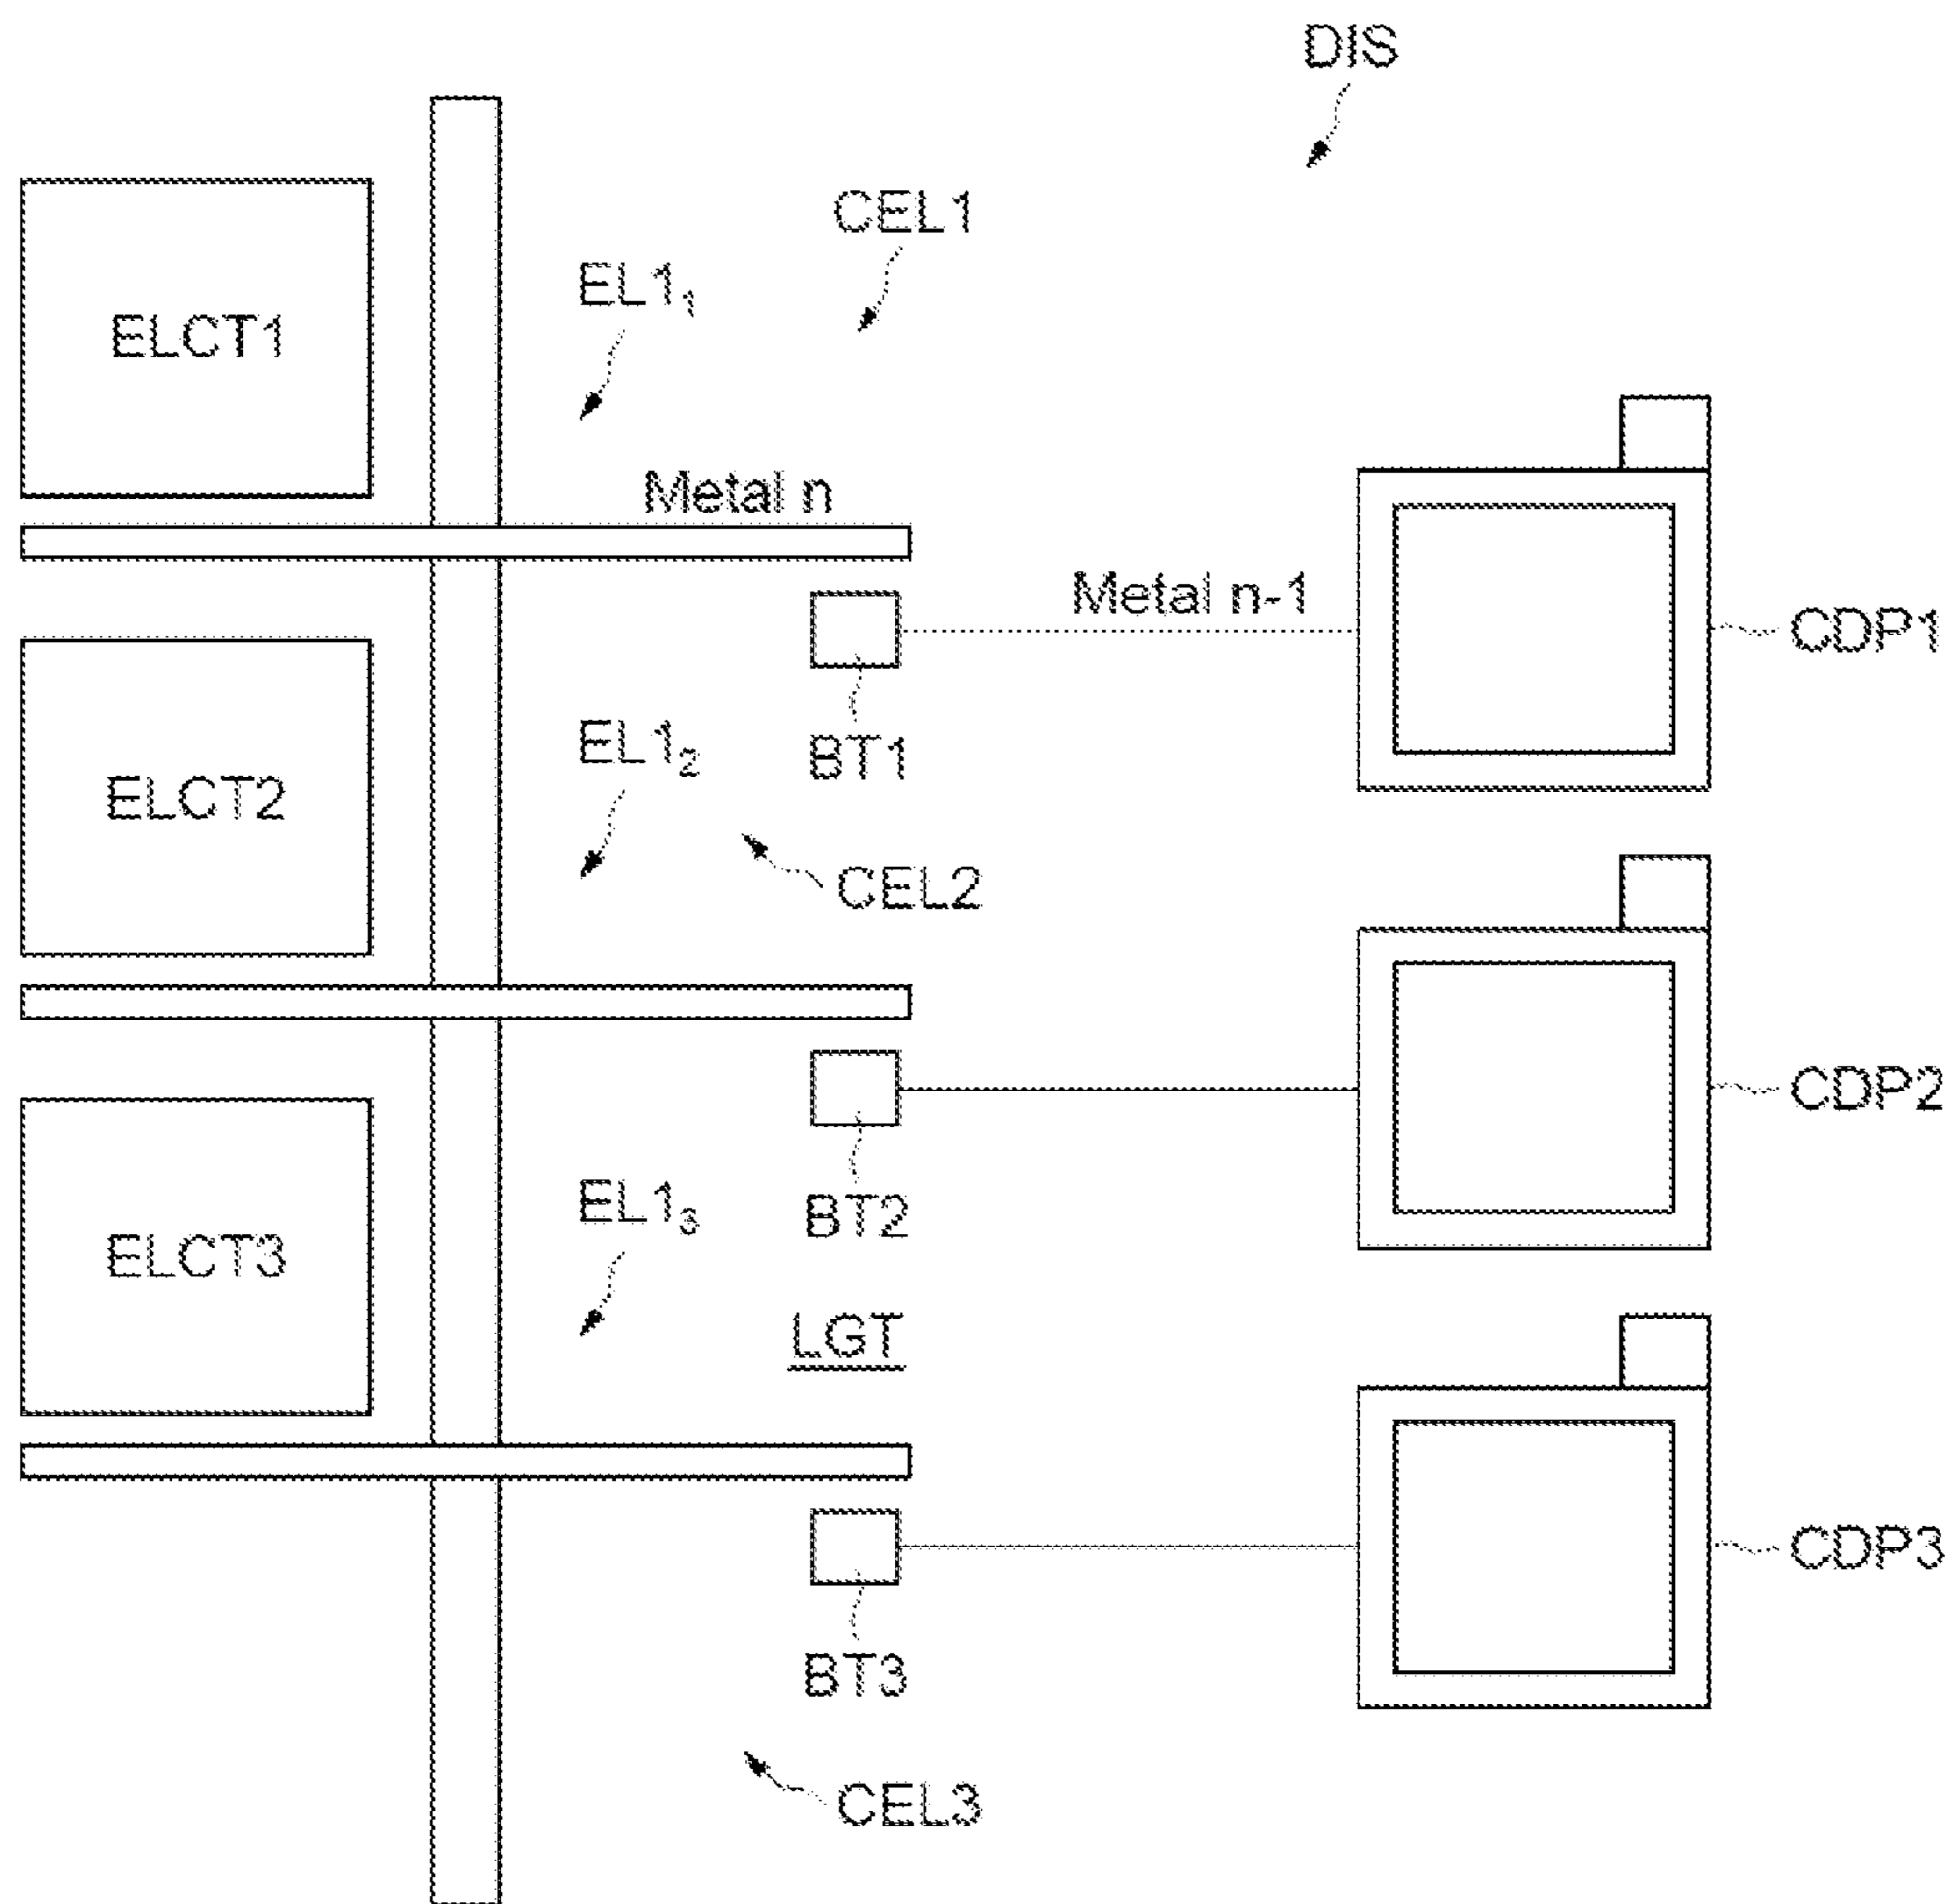 DIS
CEL1
EL1₁
ELCT1
Metal n
Metal n-1
CDP1
BT1
EL1₂
ELCT2
CEL2
CDP2
BT2
EL1₃
ELCT3
LGT
CDP3
BT3
CEL3